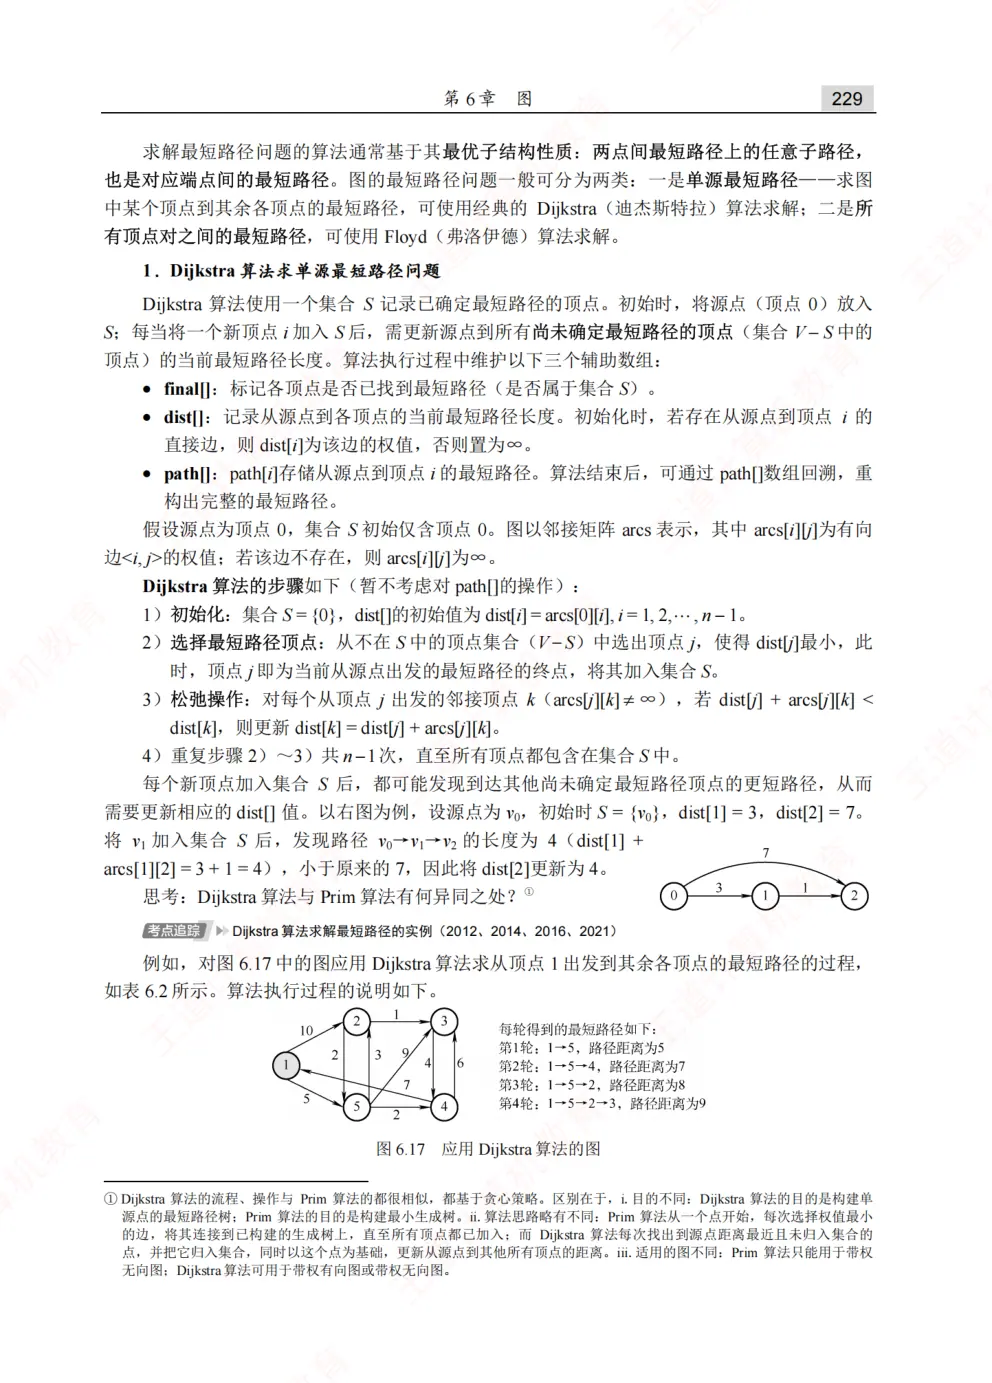 第 6 章 图
229
求解最短路径问题的算法通常基于其最优子结构性质：两点间最短路径上的任意子路径，
也是对应端点间的最短路径。图的最短路径问题一般可分为两类：一是单源最短路径——求图
中某个顶点到其余各顶点的最短路径，可使用经典的 Dijkstra（迪杰斯特拉）算法求解；二是所
有顶点对之间的最短路径，可使用 Floyd（弗洛伊德）算法求解。
1．Dijkstra 算法求单源最短路径问题
Dijkstra 算法使用一个集合 S 记录已确定最短路径的顶点。初始时，将源点（顶点 0）放入
S；每当将一个新顶点 i 加入 S 后，需更新源点到所有尚未确定最短路径的顶点（集合 V – S 中的
顶点）的当前最短路径长度。算法执行过程中维护以下三个辅助数组：
• final[]：标记各顶点是否已找到最短路径（是否属于集合 S）。
• dist[]：记录从源点到各顶点的当前最短路径长度。初始化时，若存在从源点到顶点 i 的
直接边，则 dist[i]为该边的权值，否则置为∞。
• path[]：path[i]存储从源点到顶点 i 的最短路径。算法结束后，可通过 path[]数组回溯，重
构出完整的最短路径。
假设源点为顶点 0，集合 S 初始仅含顶点 0。图以邻接矩阵 arcs 表示，其中 arcs[i][j]为有向
边<i, j>的权值；若该边不存在，则 arcs[i][j]为∞。
Dijkstra 算法的步骤如下（暂不考虑对 path[]的操作）：
1）初始化：集合 S = {0}，dist[]的初始值为 dist[i] = arcs[0][i], i = 1, 2,⋯ , n – 1。
2）选择最短路径顶点：从不在 S 中的顶点集合（V – S）中选出顶点 j，使得 dist[j]最小，此
时，顶点 j 即为当前从源点出发的最短路径的终点，将其加入集合 S。
3）松弛操作：对每个从顶点 j 出发的邻接顶点 k（arcs[j][k] ≠ ∞），若 dist[j] + arcs[j][k] <
dist[k]，则更新 dist[k] = dist[j] + arcs[j][k]。
4）重复步骤 2）～3）共 n – 1 次，直至所有顶点都包含在集合 S 中。
每个新顶点加入集合 S 后，都可能发现到达其他尚未确定最短路径顶点的更短路径，从而
需要更新相应的 dist[] 值。以右图为例，设源点为 v0，初始时 S = {v0}，dist[1] = 3，dist[2] = 7。
将 v1 加入集合 S 后，发现路径 v0→v1→v2 的长度为 4（dist[1] +
arcs[1][2] = 3 + 1 = 4），小于原来的 7，因此将 dist[2]更新为 4。
7
0 3 1 1 2
思考：Dijkstra 算法与 Prim 算法有何异同之处？①
考点追踪 Dijkstra 算法求解最短路径的实例（2012、2014、2016、2021）
例如，对图 6.17 中的图应用 Dijkstra 算法求从顶点 1 出发到其余各顶点的最短路径的过程，
如表 6.2 所示。算法执行过程的说明如下。
2 1 3
10
2 3 9 4 6
1
7
5
5 2 4
每轮得到的最短路径如下：
第1轮：1→5，路径距离为5
第2轮：1→5→4，路径距离为7
第3轮：1→5→2，路径距离为8
第4轮：1→5→2→3，路径距离为9
图 6.17 应用 Dijkstra 算法的图
① Dijkstra 算法的流程、操作与 Prim 算法的都很相似，都基于贪心策略。区别在于，i. 目的不同：Dijkstra 算法的目的是构建单
源点的最短路径树；Prim 算法的目的是构建最小生成树。ii. 算法思路略有不同：Prim 算法从一个点开始，每次选择权值最小
的边，将其连接到已构建的生成树上，直至所有顶点都已加入；而 Dijkstra 算法每次找出到源点距离最近且未归入集合的
点，并把它归入集合，同时以这个点为基础，更新从源点到其他所有顶点的距离。iii. 适用的图不同：Prim 算法只能用于带权
无向图；Dijkstra 算法可用于带权有向图或带权无向图。